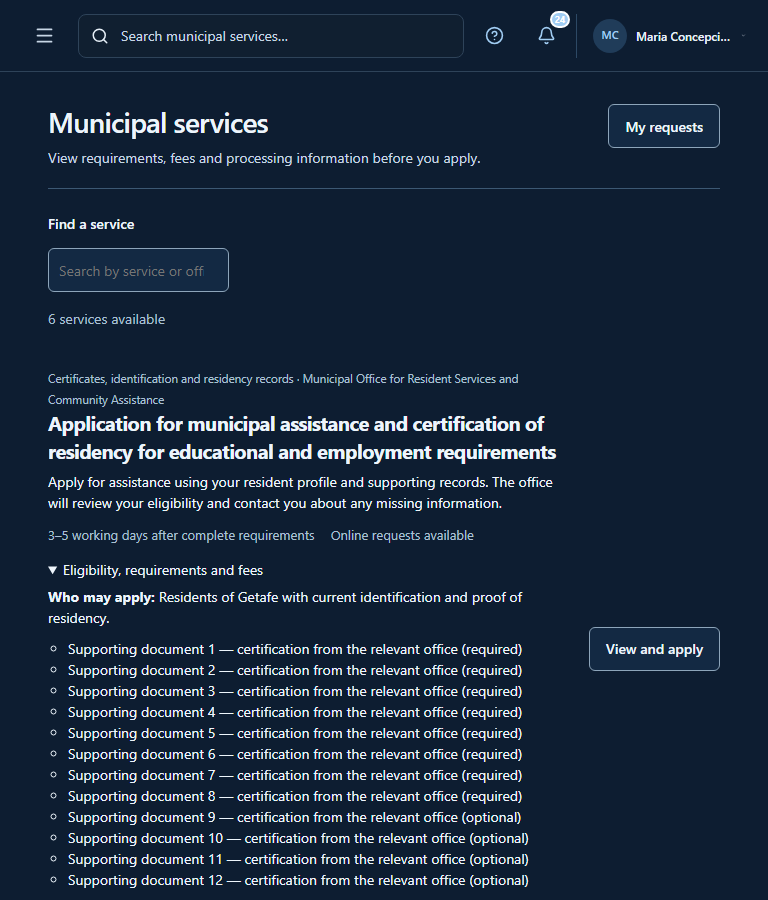 Search municipal services...
24
MC
Maria Concepci...
Municipal services
My requests
View requirements, fees and processing information before you apply.
Find a service
Search by service or off
6 services available
Certificates, identification and residency records · Municipal Office for Resident Services and
Community Assistance
Application for municipal assistance and certification of
residency for educational and employment requirements
Apply for assistance using your resident profile and supporting records. The office
will review your eligibility and contact you about any missing information.
3–5 working days after complete requirements Online requests available
▼ Eligibility, requirements and fees
Who may apply: Residents of Getafe with current identification and proof of
residency.
View and apply
Supporting document 1 — certification from the relevant office (required)
Supporting document 2 — certification from the relevant office (required)
Supporting document 3 — certification from the relevant office (required)
Supporting document 4 — certification from the relevant office (required)
Supporting document 5 — certification from the relevant office (required)
Supporting document 6 — certification from the relevant office (required)
Supporting document 7 — certification from the relevant office (required)
Supporting document 8 — certification from the relevant office (required)
Supporting document 9 — certification from the relevant office (optional)
Supporting document 10 — certification from the relevant office (optional)
Supporting document 11 — certification from the relevant office (optional)
Supporting document 12 — certification from the relevant office (optional)